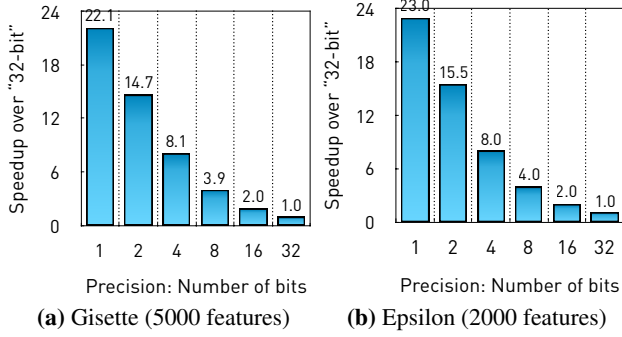 24
18
12
6
0
Speedup over "32-bit"
22.1
14.7
8.1
3.9
2.0
1.0
1 2 4 8 16 32
Precision: Number of bits
(a) Gisette (5000 features)
24
18
12
6
0
Speedup over "32-bit"
23.0
15.5
8.0
4.0
2.0
1.0
1 2 4 8 16 32
Precision: Number of bits
(b) Epsilon (2000 features)